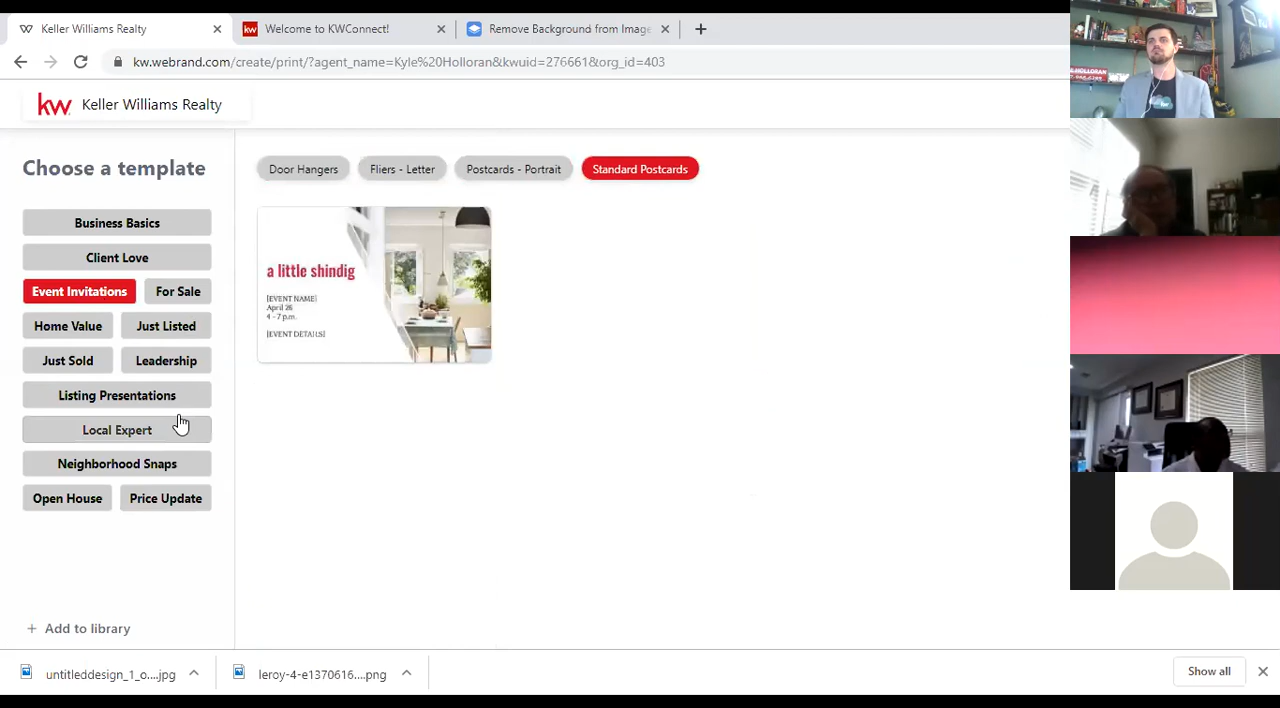 Keller Williams Realty
Welcome to KWConnect!
Remove Background from Image
kw.webrand.com/create/print/?agent_name=Kyle%20H
ran&kwuid=276661&org_id=403
kw Keller Williams Realty
Choose a template
Business Basics
Client Love
Event Invitations
For Sale
Home Value
Just Listed
Just Sold
Leadership
Listing Presentations
Local Expert
Neighborhood Snaps
Open House
Price Update
+ Add to library
Door Hangers
Fliers - Letter
Postcards - Portrait
Standard Postcards
a little shindig
[EVENT NAME]
April 26
4 - 7 p.m.
[EVENT DETAILS]
kw
untitleddesign_1_o....jpg
leroy-4-e1370616....png
Show all